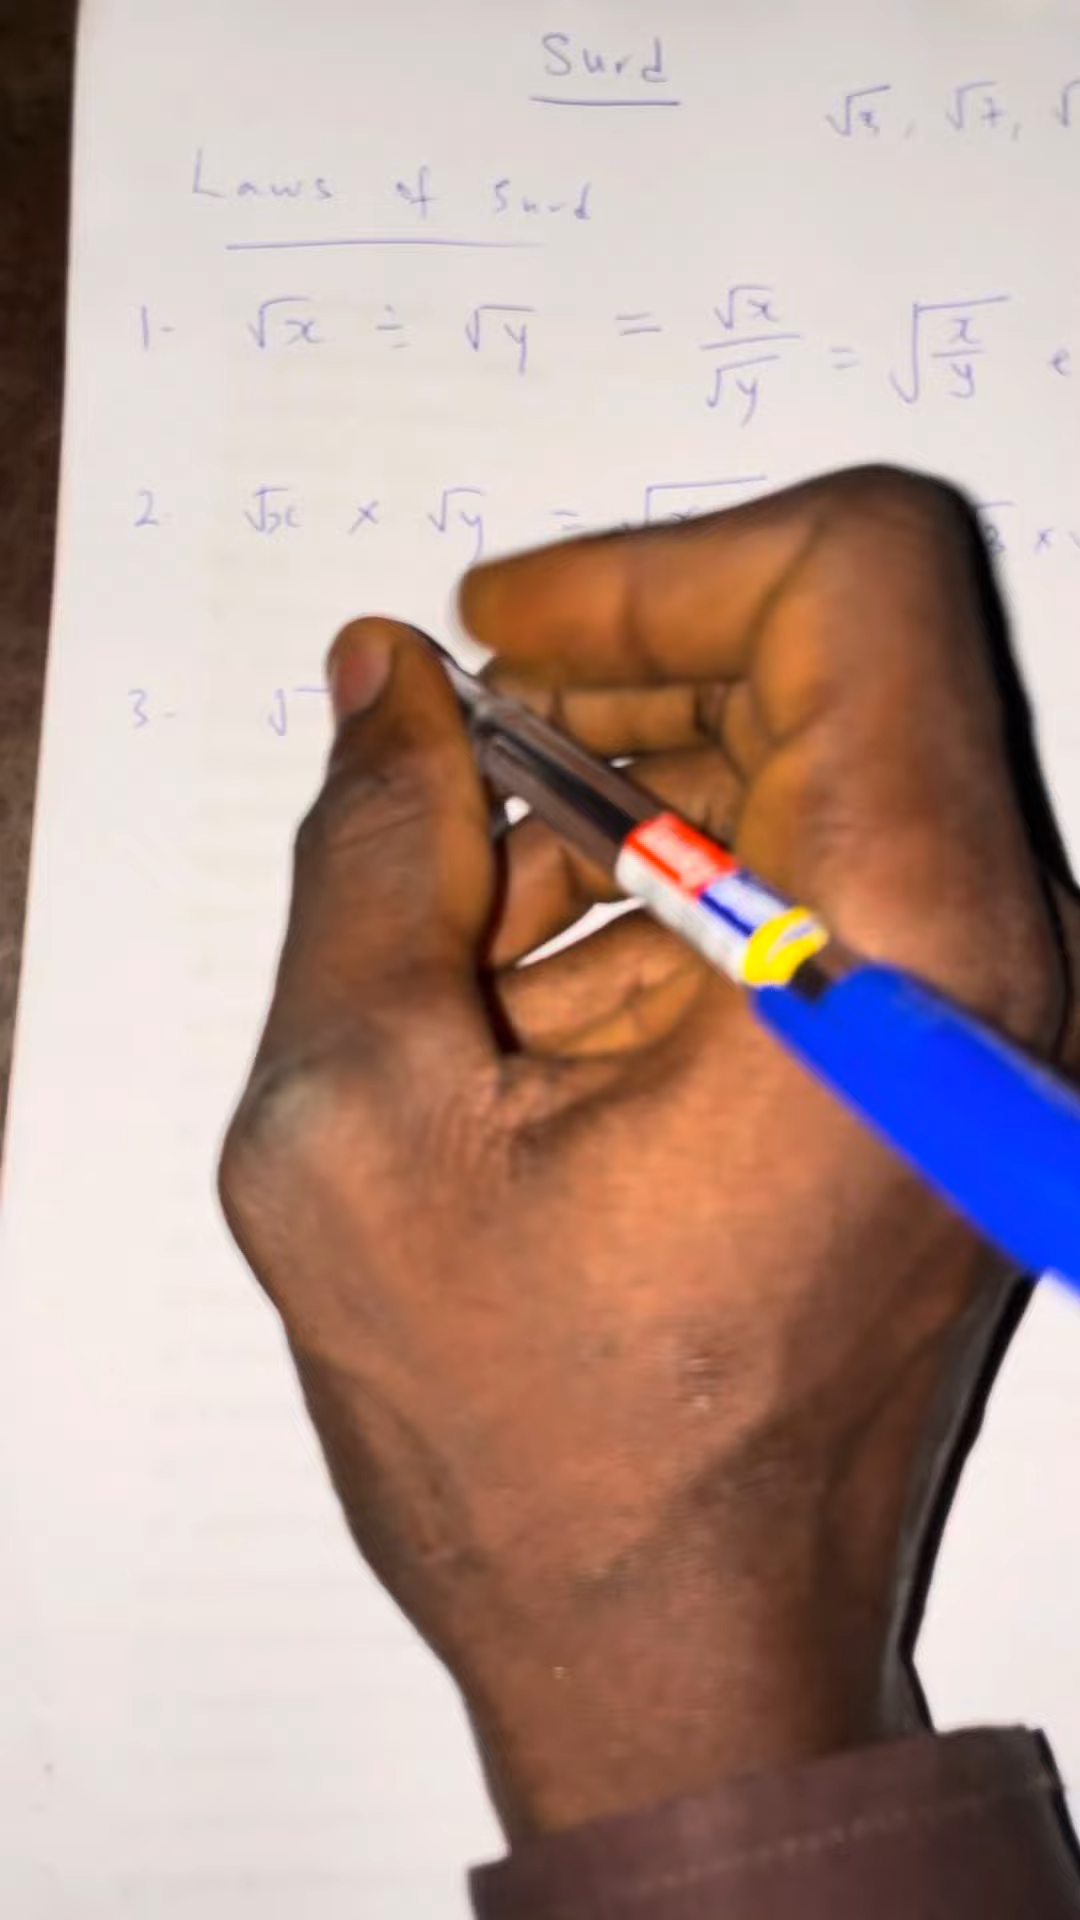 Surd
√3, √7, √
Laws of Surd
1- √x ÷ √y = √x/√y = √(x/y) e
2 √x × √y = √x
3- √